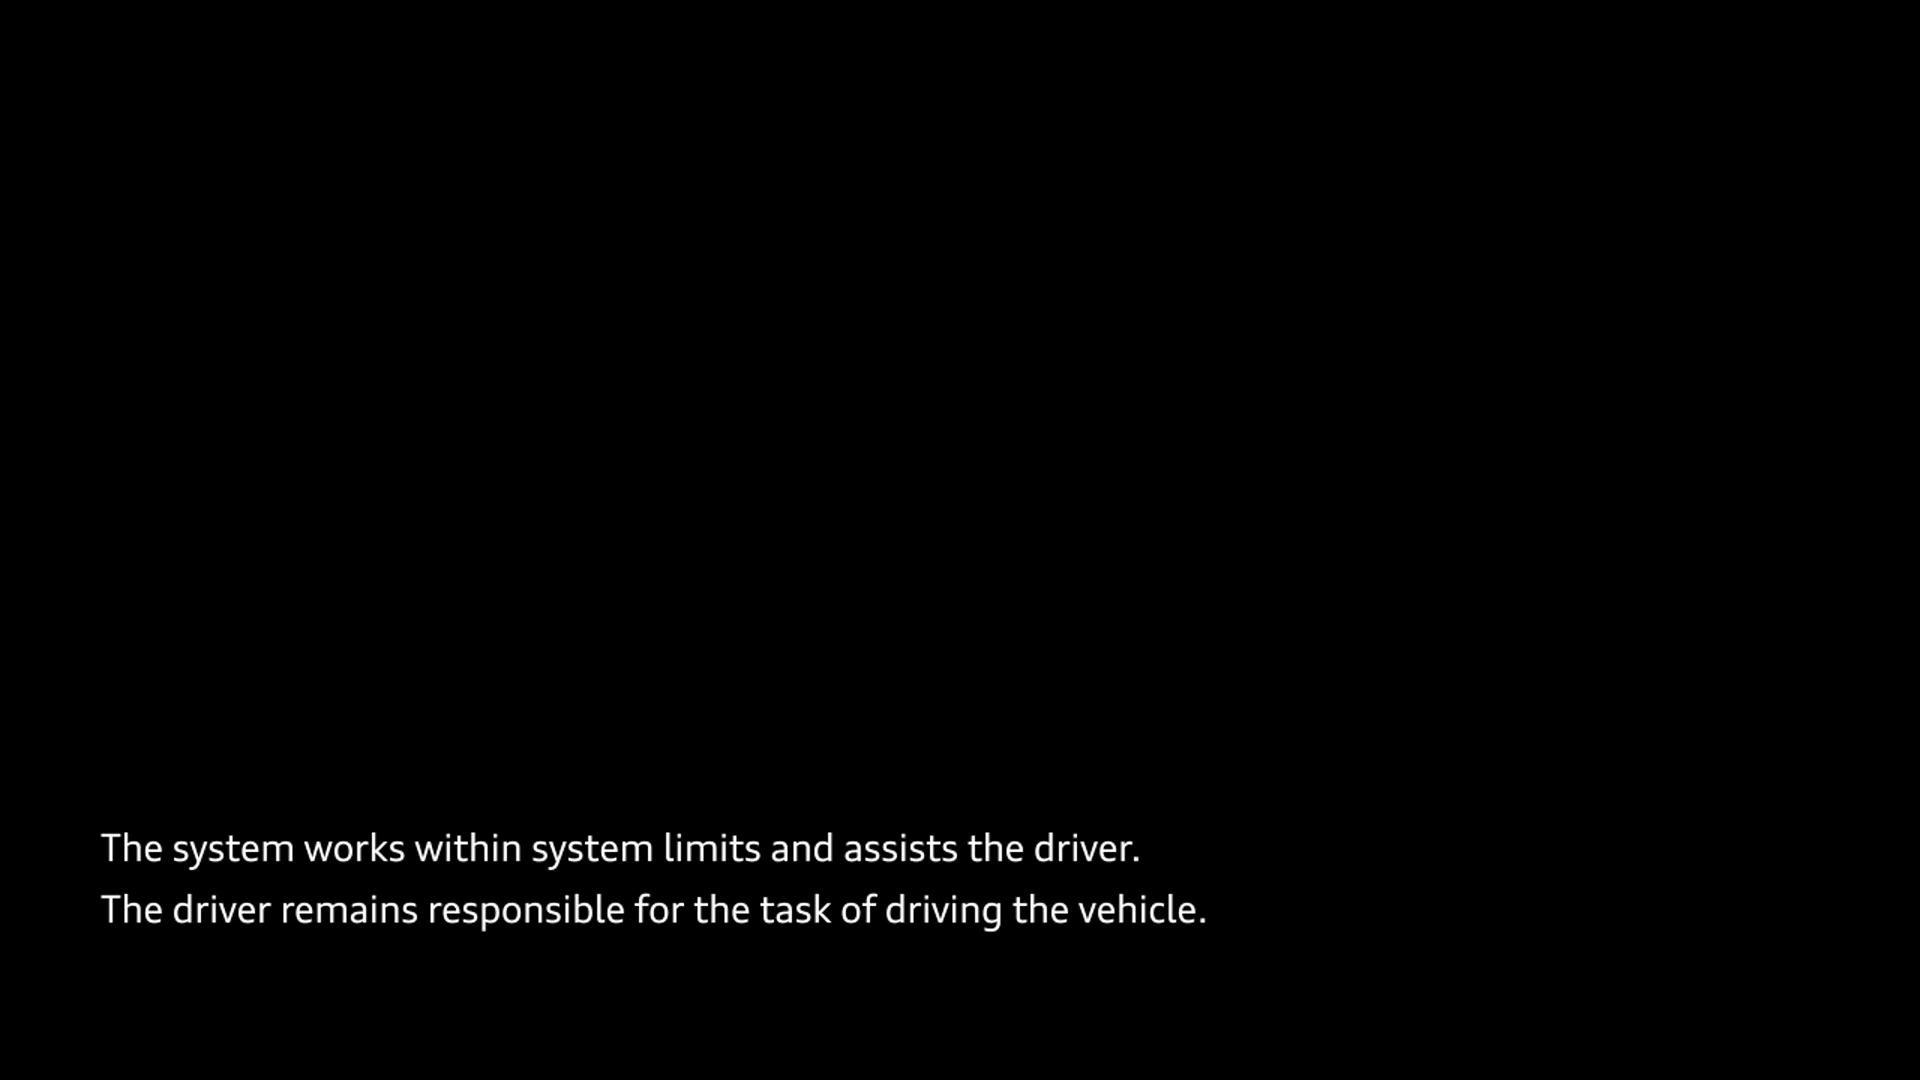 The system works within system limits and assists the driver.
The driver remains responsible for the task of driving the vehicle.